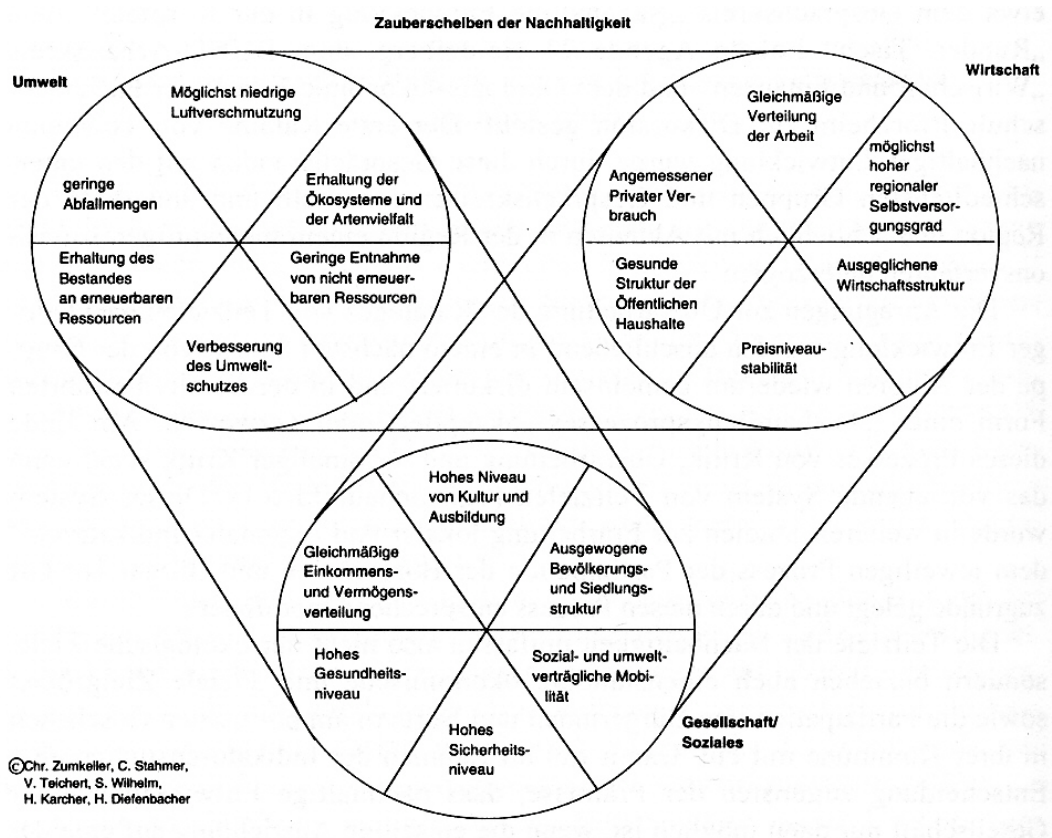 Zauberscheiben der Nachhaltigkeit
Umwelt
Möglichst niedrige
Luftverschmutzung
geringe
Abfallmengen
Erhaltung der
Ökosysteme und
der Artenvielfalt
Erhaltung des
Bestandes
an erneuerbaren
Ressourcen
Geringe Entnahme
von nicht erneuer-
baren Ressourcen
Verbesserung
des Umwelt-
schutzes
Wirtschaft
Gleichmäßige
Verteilung
der Arbeit
Angemessener
Privater Ver-
brauch
möglichst
hoher
regionaler
Selbstversor-
gungsgrad
Gesunde
Struktur der
Öffentlichen
Haushalte
Ausgeglichene
Wirtschaftsstruktur
Preisniveau-
stabilität
Hohes Niveau
von Kultur und
Ausbildung
Gleichmäßige
Einkommens-
und Vermögens-
verteilung
Ausgewogene
Bevölkerungs-
und Siedlungs-
struktur
Hohes
Gesundheits-
niveau
Sozial- und umwelt-
verträgliche Mobi-
lität
Hohes
Sicherheits-
niveau
Gesellschaft/
Soziales
©Chr. Zumkeller, C. Stahmer,
V. Teichert, S. Wilhelm,
H. Karcher, H. Diefenbacher